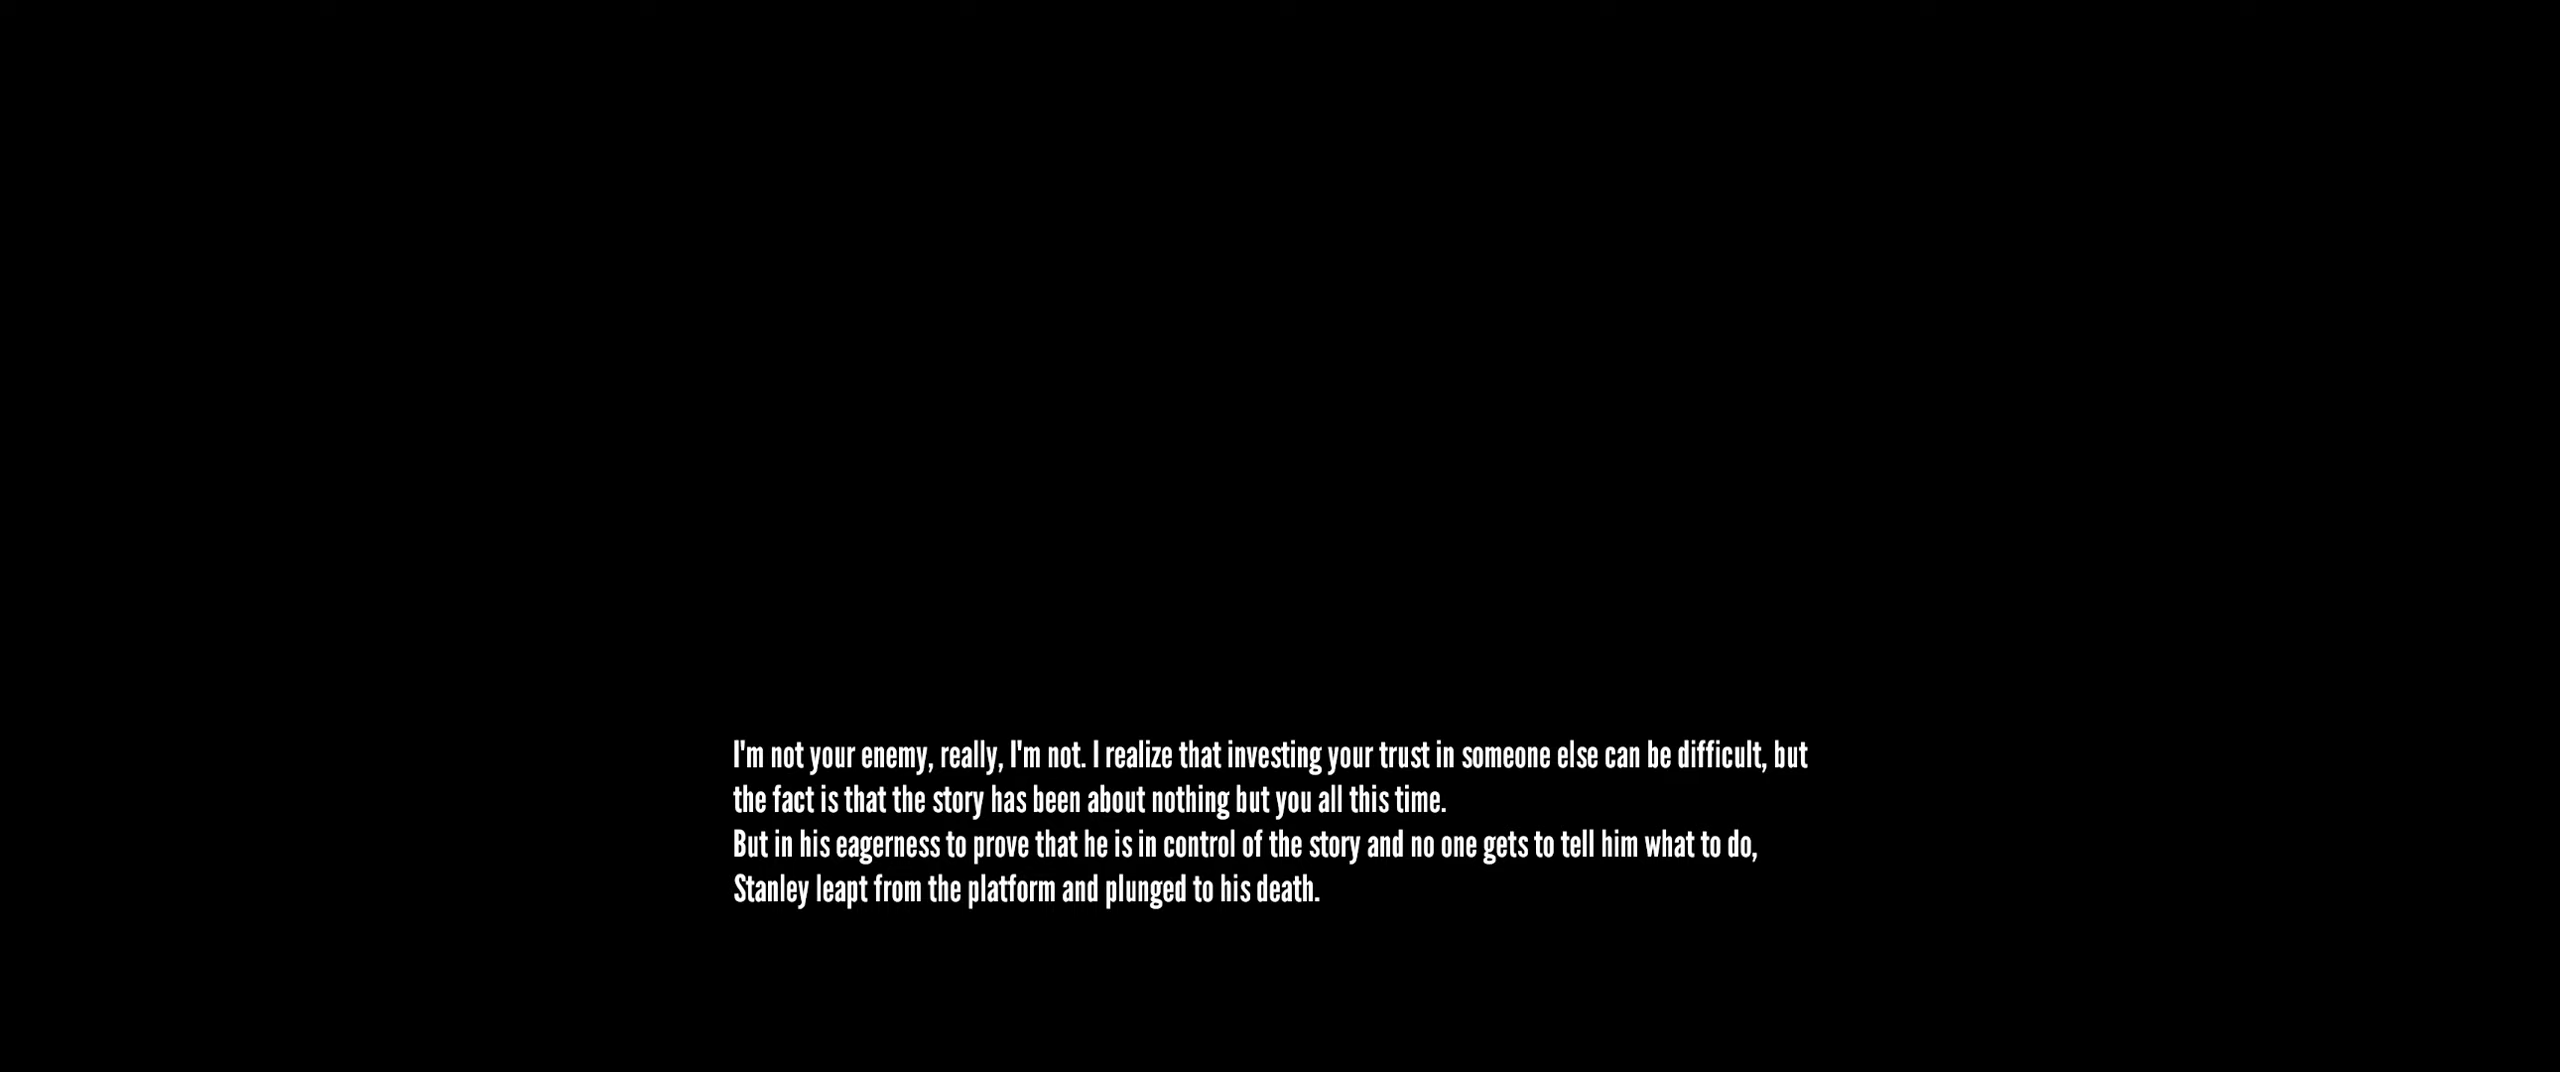 I'm not your enemy, really, I'm not. I realize that investing your trust in someone else can be difficult, but
the fact is that the story has been about nothing but you all this time.
But in his eagerness to prove that he is in control of the story and no one gets to tell him what to do,
Stanley leapt from the platform and plunged to his death.